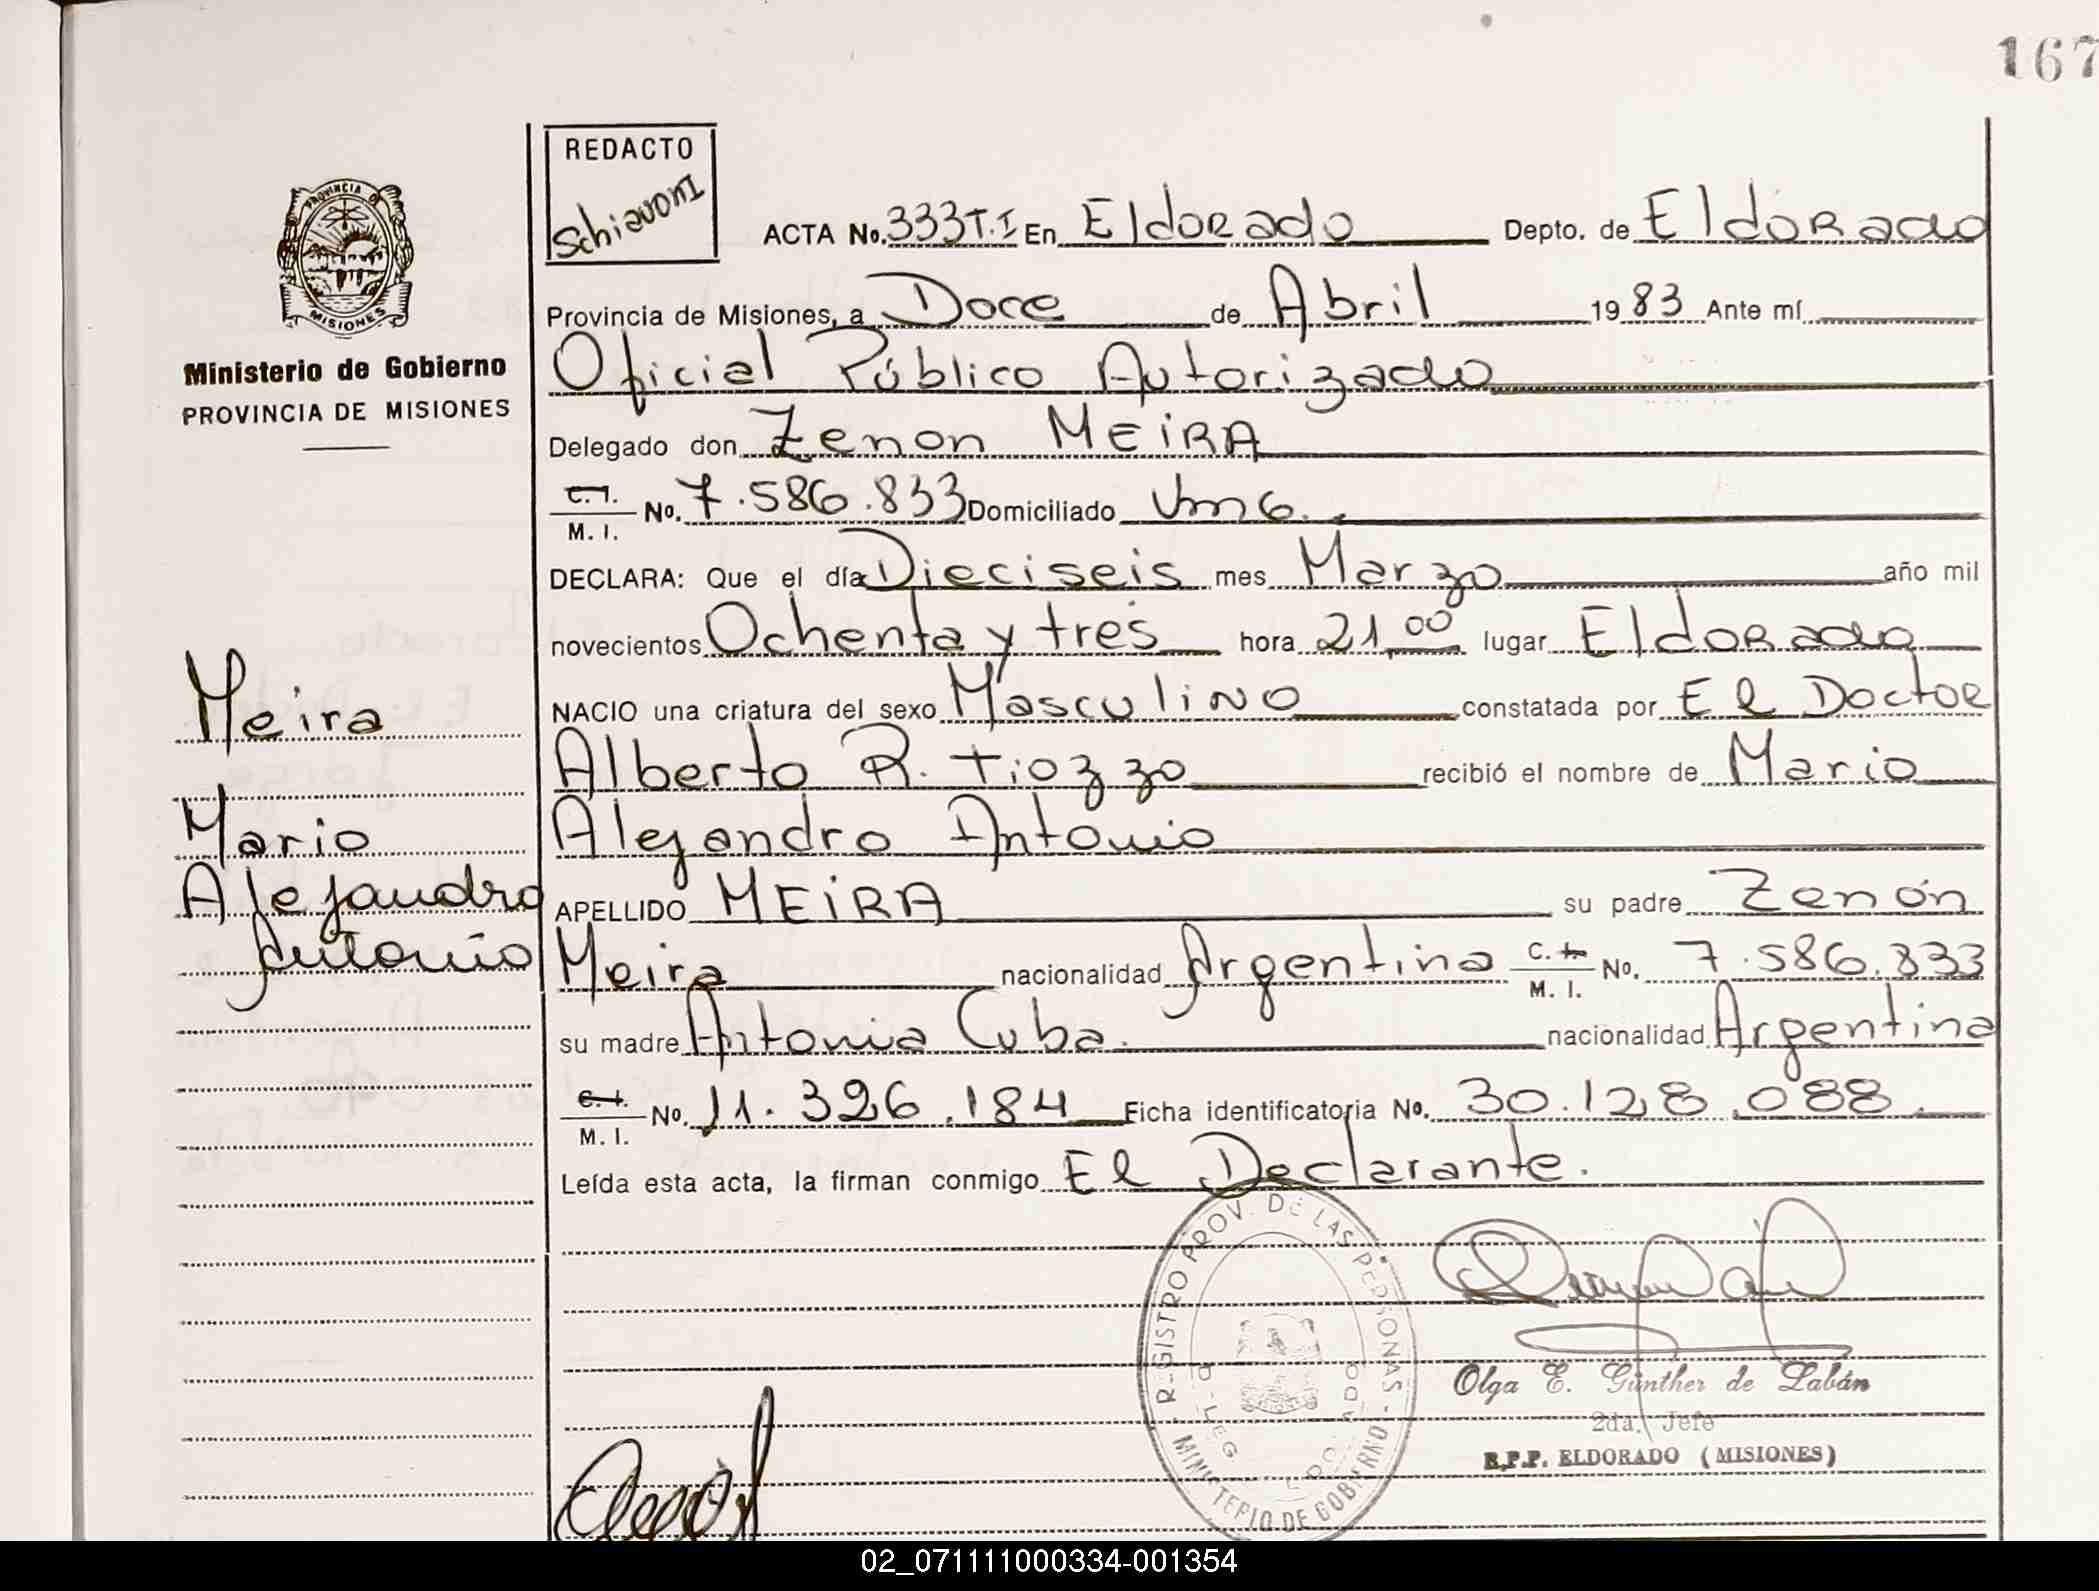 167
REDACTO
Schiavoni
PROVINCIA DE
MISIONES
Ministerio de Gobierno
PROVINCIA DE MISIONES
ACTA No. 333 T.I En Eldorado Depto. de Eldorado
Provincia de Misiones, a Doce de Abril 1983 Ante mí
Oficial Público Autorizado
Delegado don Zenon MEIRA
C.I. M.I. No. 7.586.833 Domiciliado
DECLARA: Que el día Dieciseis mes Marzo año mil
novecientos Ochenta y tres hora 21,00 lugar Eldorado
NACIO una criatura del sexo Masculino constatada por El Doctor
Alberto R. Tiozzo recibió el nombre de Mario
Alejandro Antonio
APELLIDO MEIRA su padre Zenón
Meira nacionalidad Argentina C.I. M.I. No. 7.586.833
su madre Antonia Cuba. nacionalidad Argentina
C.I. M.I. No. 11.326.184 Ficha identificatoria No. 30.128.088.
Leída esta acta, la firman conmigo El Declarante.
Meira
Mario
Alejandro
Antonio
REGISTRO PROV. DE LAS PERSONAS - MINISTERIO DE GOBIERNO
Olga E. Günther de Labán
2da. Jefe
R.P.P. ELDORADO (MISIONES)
02_071111000334-001354